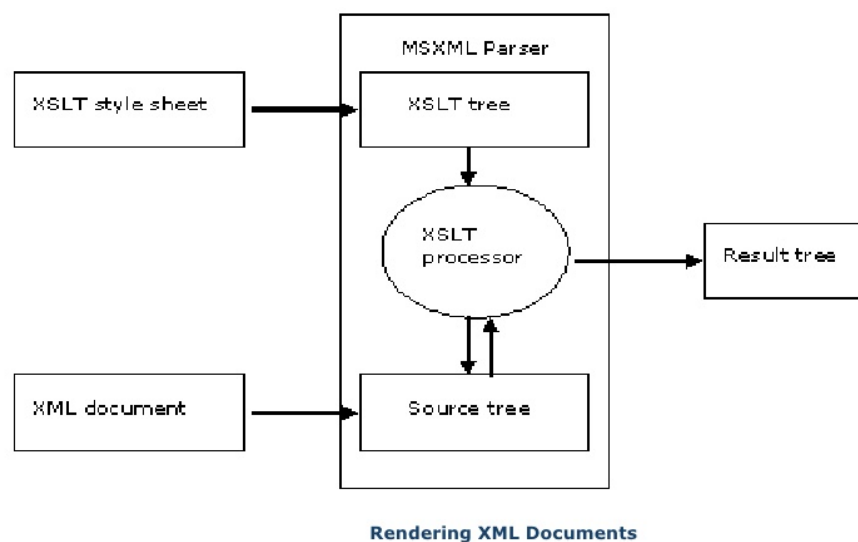 MSXML Parser
XSLT style sheet
XSLT tree
XSLT
processor
Result tree
XML document
Source tree
Rendering XML Documents